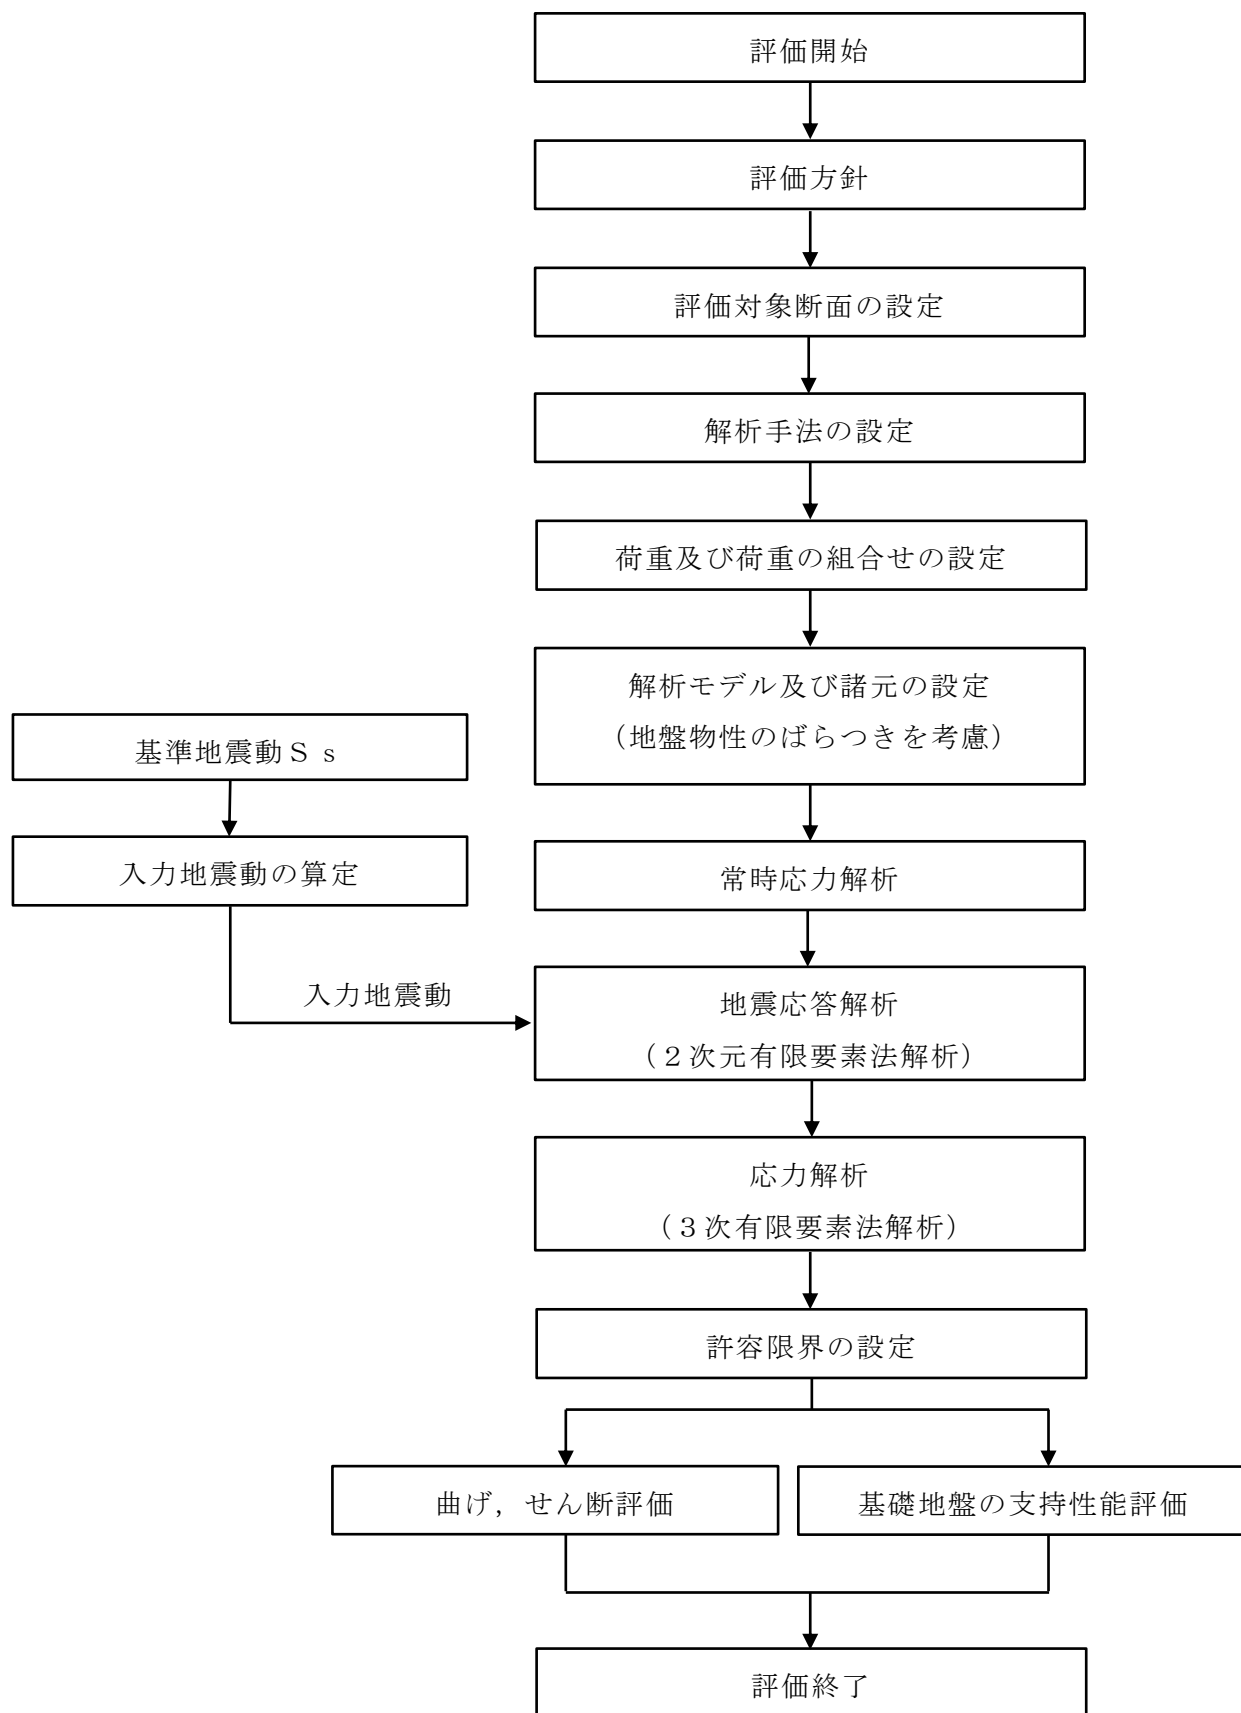 評価開始
評価方針
評価対象断面の設定
解析手法の設定
荷重及び荷重の組合せの設定
解析モデル及び諸元の設定
(地盤物性のばらつきを考慮)
基準地震動Ss
入力地震動の算定
常時応力解析
入力地震動
地震応答解析
(2次元有限要素法解析)
応力解析
(3次有限要素法解析)
許容限界の設定
曲げ，せん断評価
基礎地盤の支持性能評価
評価終了